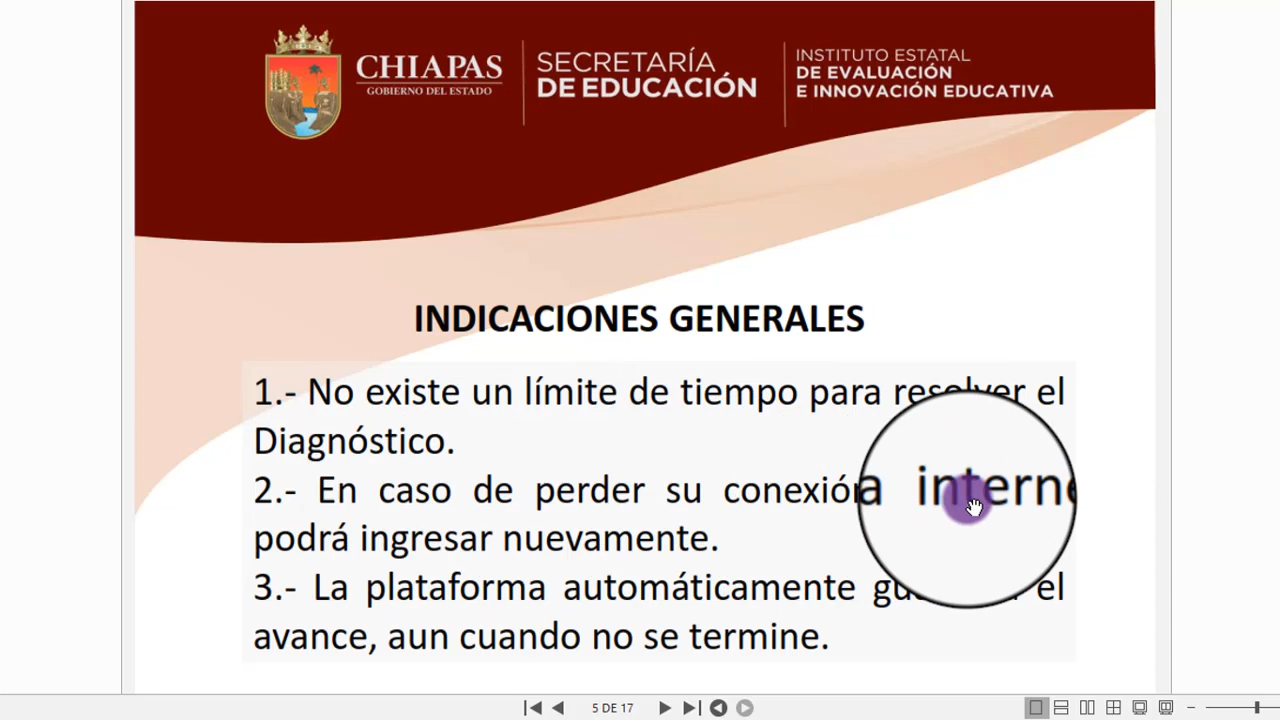 CHIAPAS
GOBIERNO DEL ESTADO
SECRETARÍA
DE EDUCACIÓN
INSTITUTO ESTATAL
DE EVALUACIÓN
E INNOVACIÓN EDUCATIVA
INDICACIONES GENERALES
1.- No existe un límite de tiempo para resolver el
Diagnóstico.
2.- En caso de perder su conexión a
podrá ingresar nuevamente.
3.- La plataforma automáticamente el
avance, aun cuando no se termine.
5 DE 17